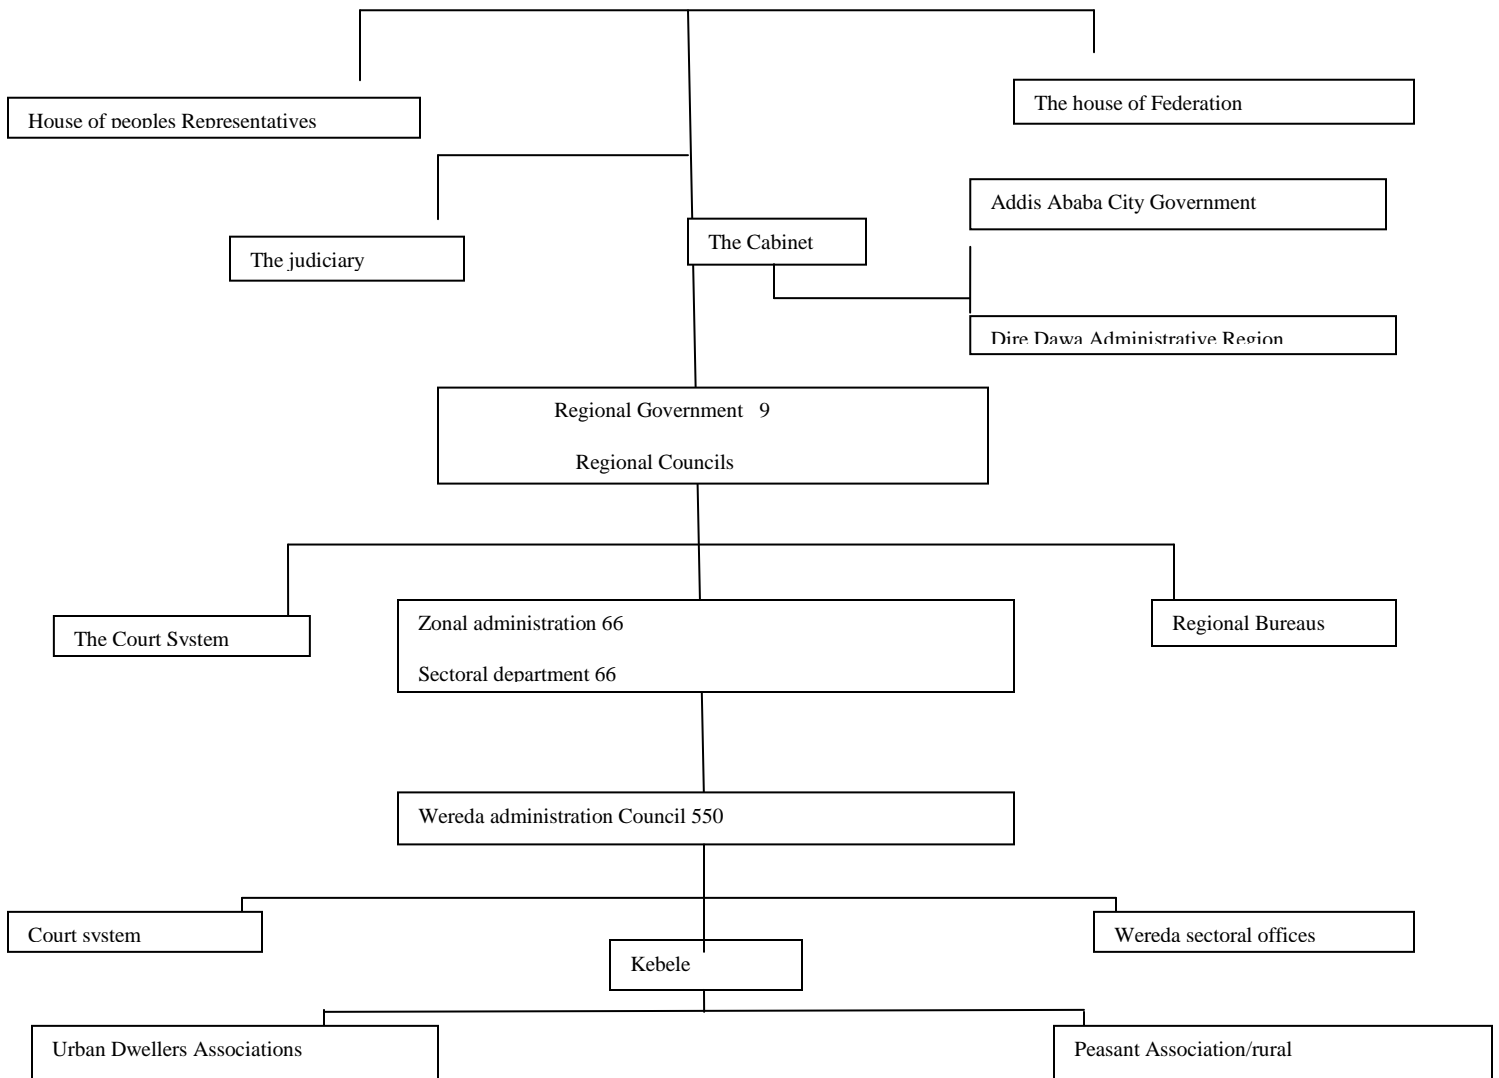 House of peoples Representatives
The house of Federation
Addis Ababa City Government
The judiciary
The Cabinet
Dire Dawa Administrative Region
Regional Government 9
Regional Councils
The Court System
Zonal administration 66
Sectoral department 66
Regional Bureaus
Wereda administration Council 550
Court system
Kebele
Wereda sectoral offices
Urban Dwellers Associations
Peasant Association/rural